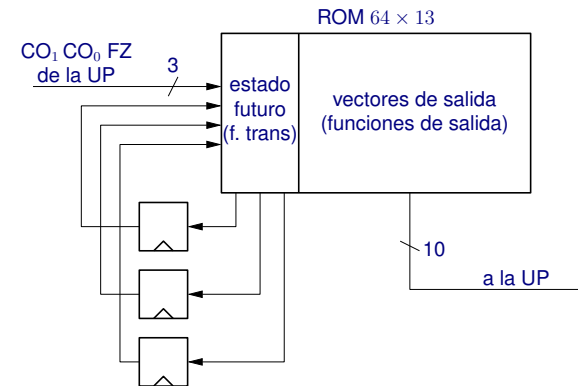 ROM 64 × 13
CO₁ CO₀ FZ
de la UP
3
estado
futuro
(f. trans)
vectores de salida
(funciones de salida)
10
a la UP